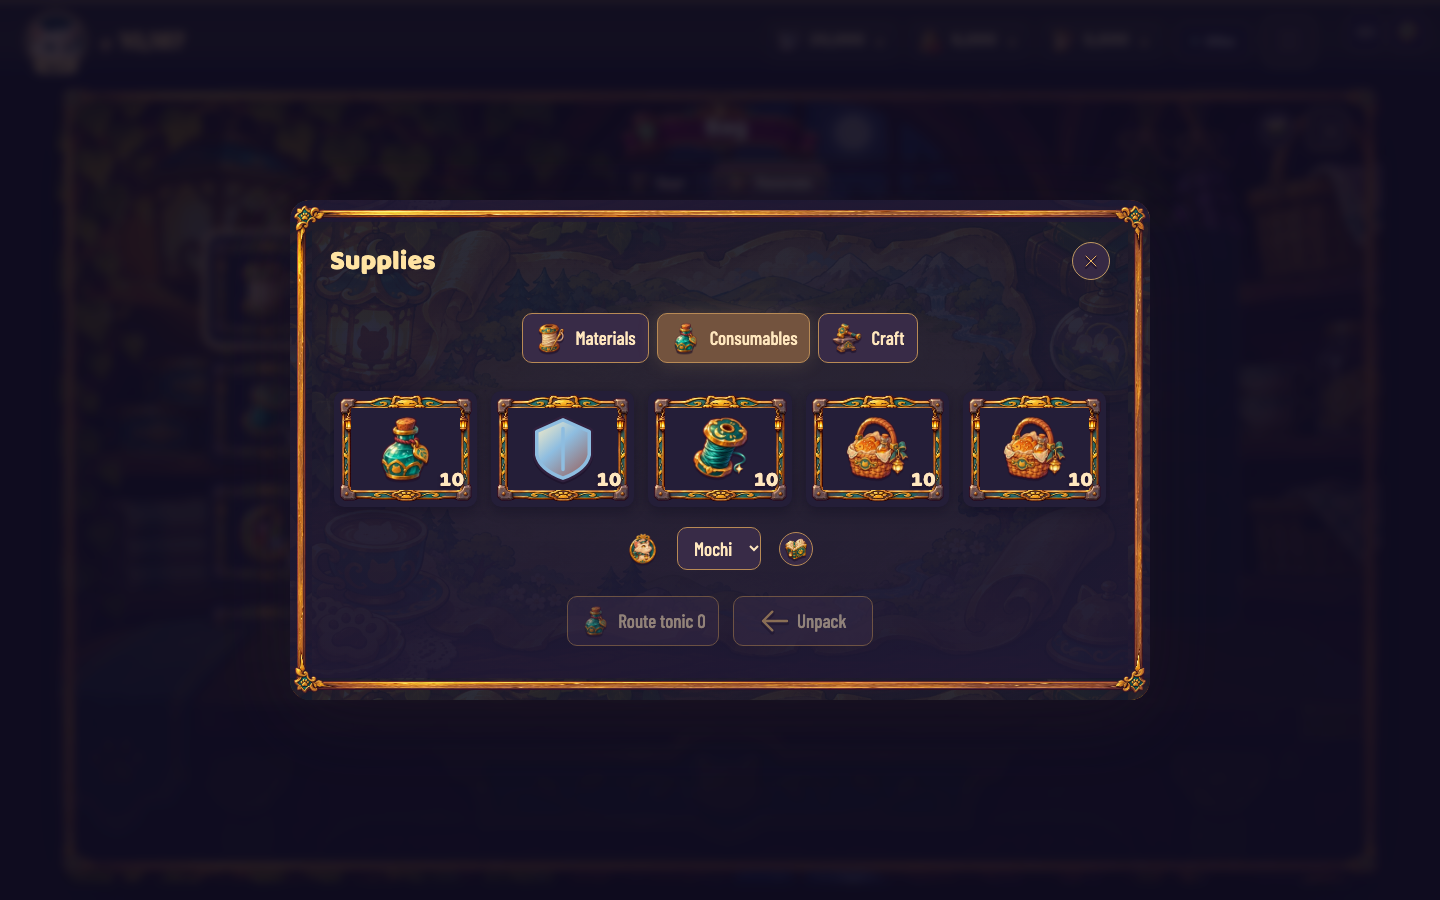 Supplies
Materials
Consumables
Craft
10
10
10
10
10
Mochi
Route tonic 0
Unpack